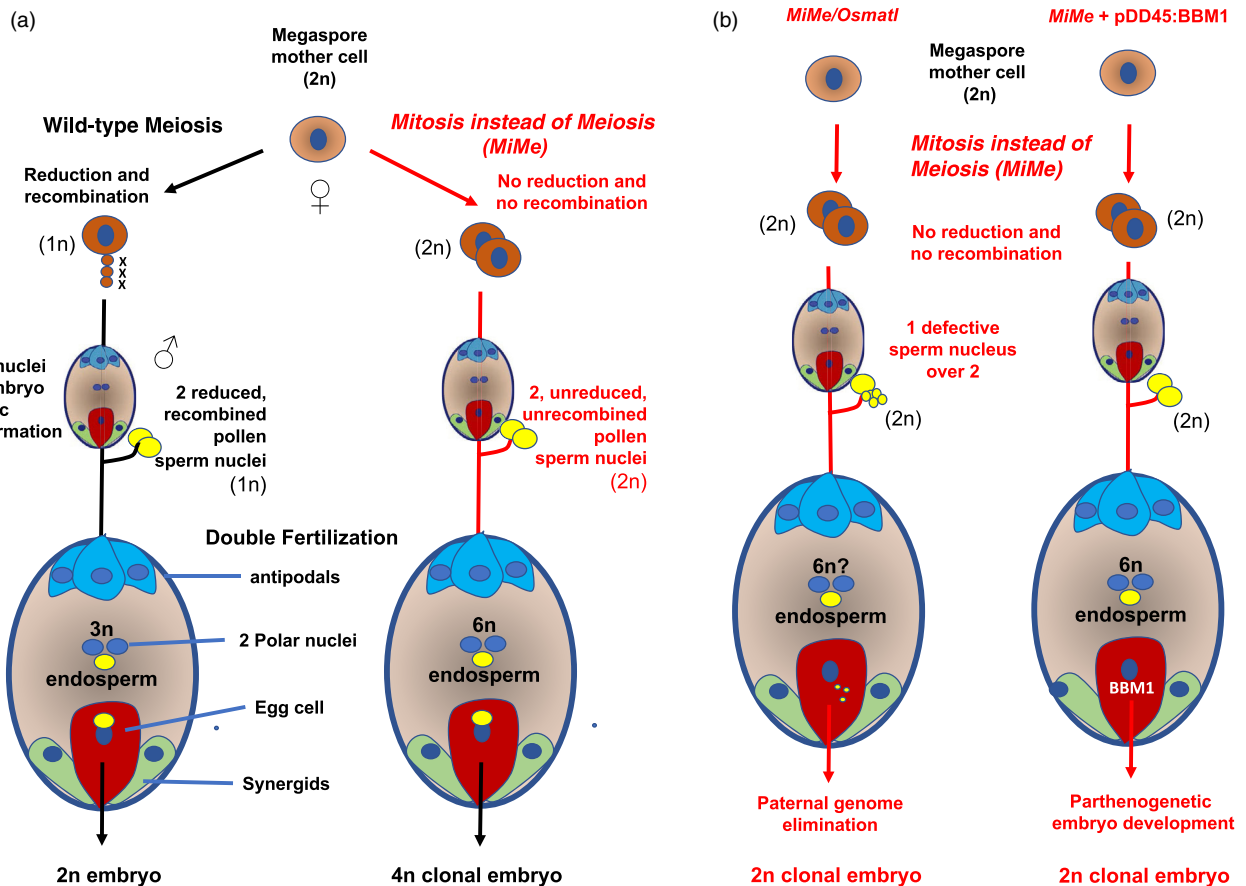 (a)
Megaspore
mother cell
(2n)
Wild-type Meiosis
Mitosis instead of Meiosis
(MiMe)
Reduction and
recombination
No reduction and
no recombination
♀
(1n)
x
x
x
(2n)
♂
nuclei
2 reduced,
recombined
pollen
sperm nuclei
(1n)
2, unreduced,
unrecombined
pollen
sperm nuclei
(2n)
Double Fertilization
antipodals
3n
endosperm
2 Polar nuclei
6n
endosperm
Egg cell
Synergids
2n embryo
4n clonal embryo
(b)
MiMe/Osmatl
MiMe + pDD45:BBM1
Megaspore
mother cell
(2n)
Mitosis instead of
Meiosis (MiMe)
(2n)
(2n)
No reduction and
no recombination
1 defective
sperm nucleus
over 2
(2n)
(2n)
6n?
endosperm
6n
endosperm
BBM1
Paternal genome
elimination
Parthenogenetic
embryo development
2n clonal embryo
2n clonal embryo